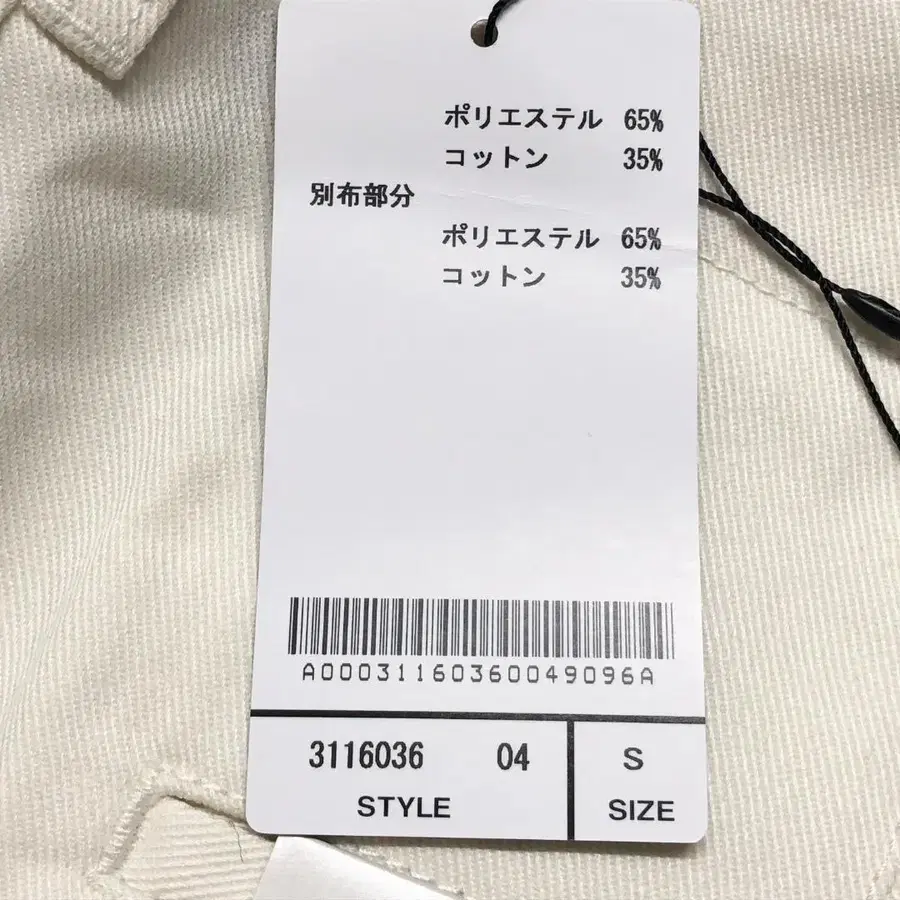 ポリエステル 65%
コットン 35%
別布部分
ポリエステル 65%
コットン 35%
A00031160360049096A
3116036 04 S
STYLE SIZE